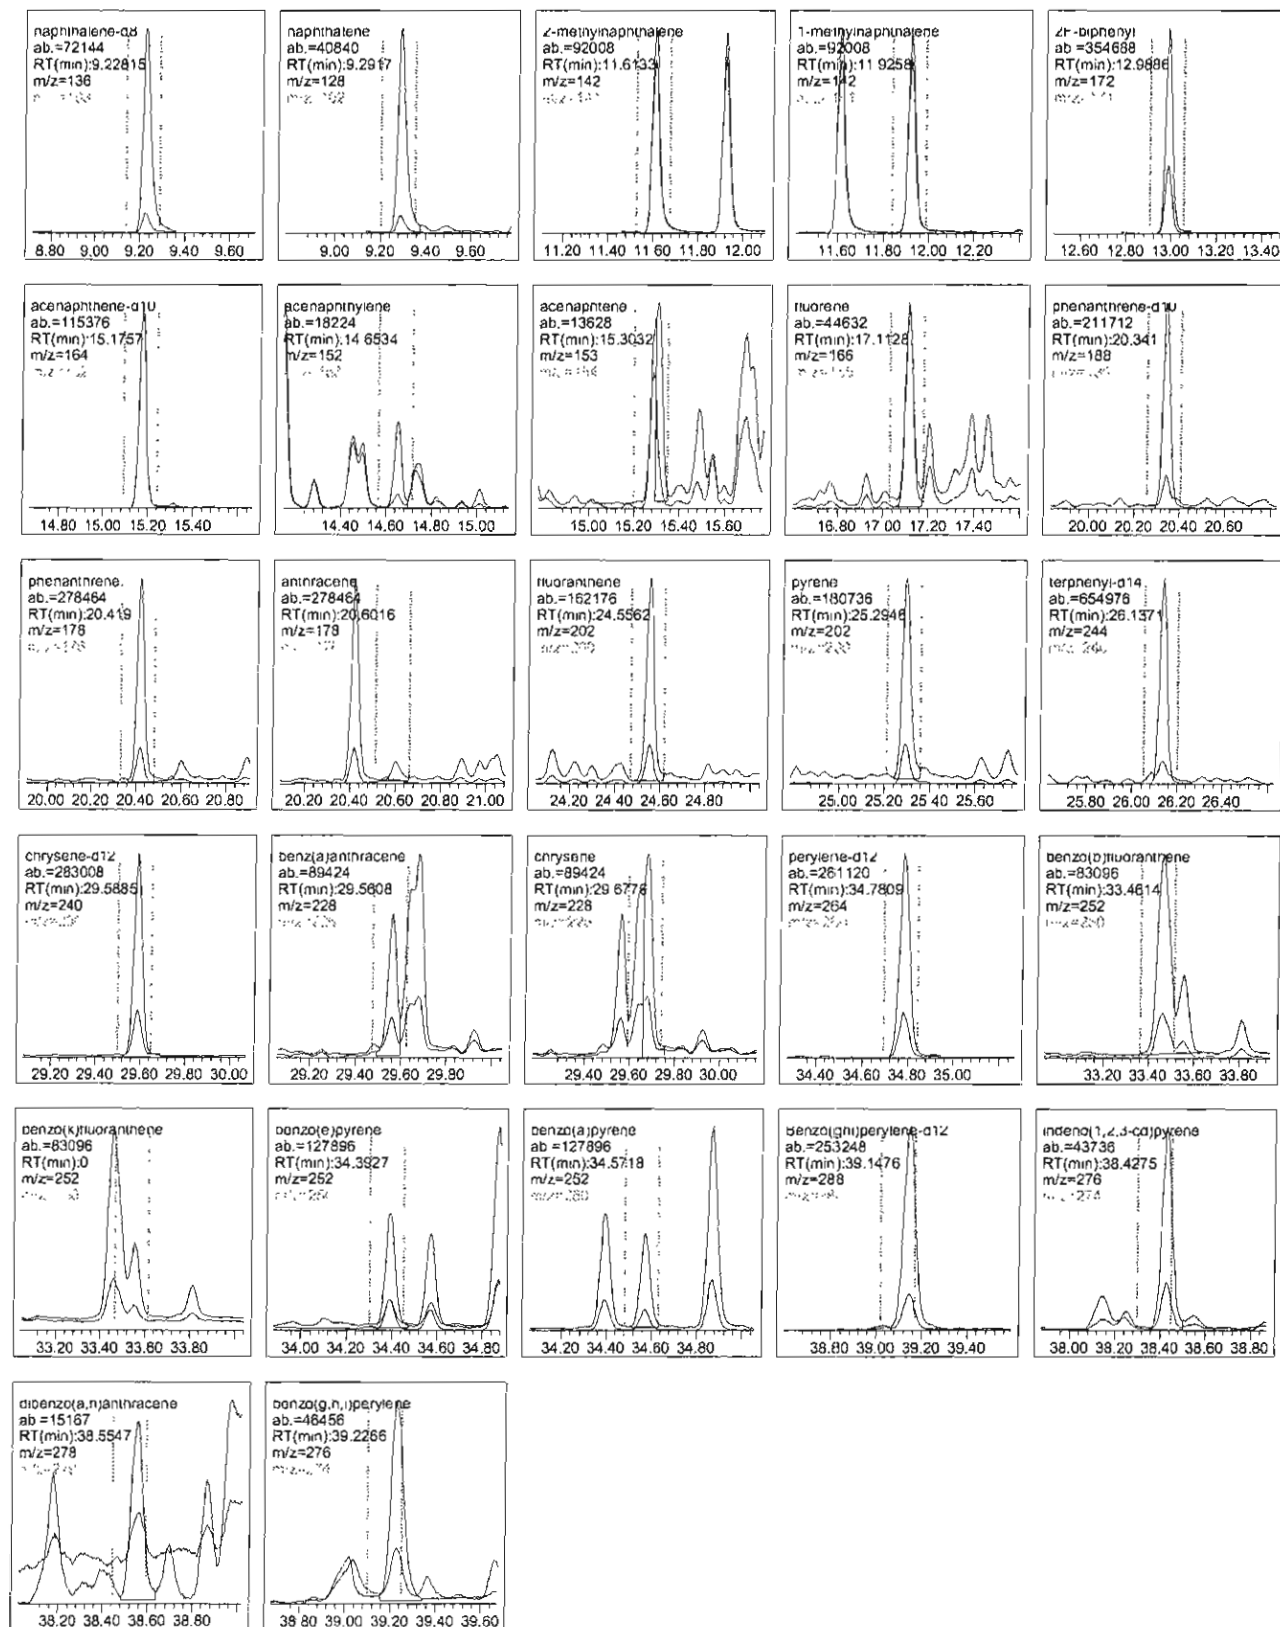 naphthalene-d8
ab.=72144
RT(min):9.22815
m/z=136
8.80 9.00 9.20 9.40 9.60
naphthalene
ab.=40840
RT(min):9.2917
m/z=128
9.00 9.20 9.40 9.60
2-methylnaphthalene
ab.=92008
RT(min):11.6133
m/z=142
11.20 11.40 11.60 11.80 12.00
1-methylnaphthalene
ab.=92008
RT(min):11.9258
m/z=142
11.60 11.80 12.00 12.20
2F-biphenyl
ab =354688
RT(min):12.9886
m/z=172
12.60 12.80 13.00 13.20 13.40
acenaphthene-d10
ab.=115376
RT(min):15.1757
m/z=164
14.80 15.00 15.20 15.40
acenaphthylene
ab.=18224
RT(min):14 6534
m/z=152
14.40 14.60 14.80 15.00
acenaphtene
ab.=13628
RT(min):15.3032
m/z=153
15.00 15.20 15.40 15.60
fluorene
ab.=44632
RT(min):17.1128
m/z=166
16.80 17.00 17.20 17.40
phenanthrene-d10
ab.=211712
RT(min):20.341
m/z=188
20.00 20.20 20.40 20.60
phenanthrene.
ab.=278464
RT(min):20.419
m/z=178
20.00 20.20 20.40 20.60 20.80
anthracene
ab.=278464
RT(min):20.6016
m/z=178
20.20 20.40 20.60 20.80 21.00
fluoranthene
ab.=162176
RT(min):24.5562
m/z=202
24.20 24.40 24.60 24.80
pyrene
ab.=180736
RT(min):25.2946
m/z=202
25.00 25.20 25.40 25.60
terphenyl-d14
ab.=654976
RT(min):26.1371
m/z=244
25.80 26.00 26.20 26.40
chrysene-d12
ab.=283008
RT(min):29.5885
m/z=240
29.20 29.40 29.60 29.80 30.00
benz(a)anthracene
ab.=89424
RT(min):29.5608
m/z=228
29.20 29.40 29.60 29.80
chrysene
ab.=89424
RT(min):29 6778
m/z=228
29.40 29.60 29.80 30.00
perylene-d12
ab.=261120
RT(min):34.7809
m/z=264
34.40 34.60 34.80 35.00
benzo(b)fluoranthene
ab.=83096
RT(min):33.4614
m/z=252
33.20 33.40 33.60 33.80
benzo(k)fluoranthene
ab.=83096
RT(min):0
m/z=252
33.20 33.40 33.60 33.80
benzo(e)pyrene
ab.=127896
RT(min):34.3927
m/z=252
34.00 34.20 34.40 34.60 34.80
benzo(a)pyrene
ab =127896
RT(min):34.5718
m/z=252
34.20 34.40 34.60 34.80
Benzo(ghi)perylene-d12
ab.=253248
RT(min):39.1476
m/z=288
38.80 39.00 39.20 39.40
indeno(1,2,3-cd)pyrene
ab.=43736
RT(min):38.4275
m/z=276
38.00 38.20 38.40 38.60 38.80
dibenzo(a,h)anthracene
ab =15167
RT(min):38.5547
m/z=278
38.20 38.40 38.60 38.80
benzo(g,h,i)perylene
ab.=46456
RT(min):39.2266
m/z=276
38 80 39.00 39.20 39.40 39.60